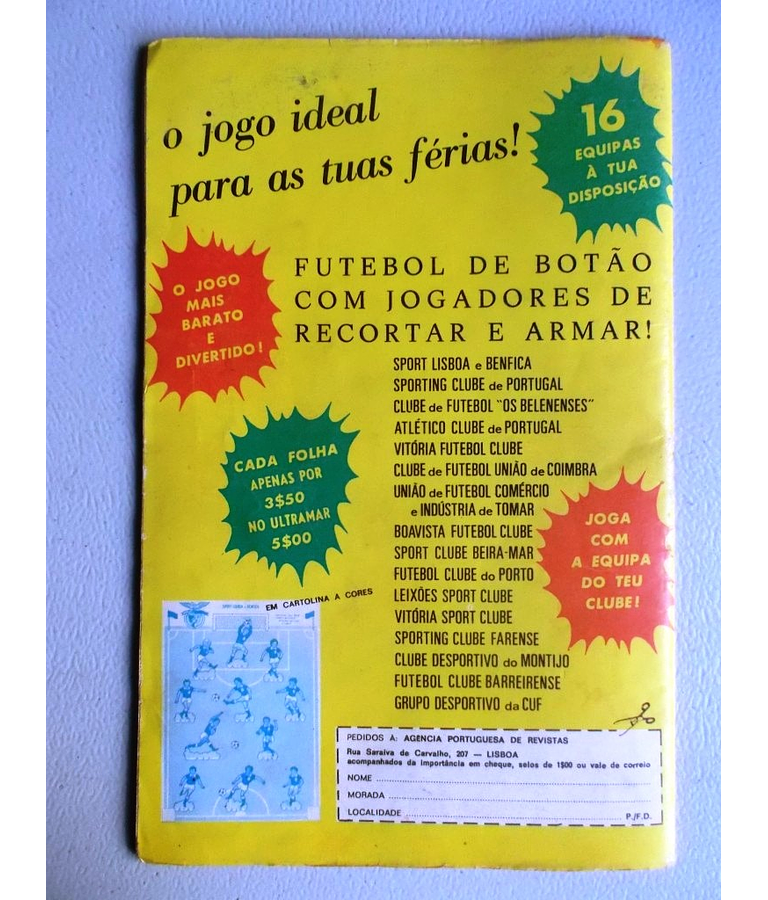 o jogo ideal
para as tuas férias!
16
EQUIPAS
À TUA
DISPOSIÇÃO
O JOGO
MAIS
BARATO
E
DIVERTIDO!
FUTEBOL DE BOTÃO
COM JOGADORES DE
RECORTAR E ARMAR!
SPORT LISBOA e BENFICA
SPORTING CLUBE de PORTUGAL
CLUBE de FUTEBOL "OS BELENENSES"
ATLÉTICO CLUBE de PORTUGAL
VITÓRIA FUTEBOL CLUBE
CLUBE de FUTEBOL UNIÃO de COIMBRA
UNIÃO de FUTEBOL COMÉRCIO
e INDÚSTRIA de TOMAR
BOAVISTA FUTEBOL CLUBE
SPORT CLUBE BEIRA-MAR
FUTEBOL CLUBE do PORTO
LEIXÕES SPORT CLUBE
VITÓRIA SPORT CLUBE
SPORTING CLUBE FARENSE
CLUBE DESPORTIVO do MONTIJO
FUTEBOL CLUBE BARREIRENSE
GRUPO DESPORTIVO da CUF
CADA FOLHA
APENAS POR
3$50
NO ULTRAMAR
5$00
JOGA
COM
A EQUIPA
DO TEU
CLUBE!
EM CARTOLINA A CORES
PEDIDOS À: AGENCIA PORTUGUESA DE REVISTAS
Rua Saraiva de Carvalho, 207 — LISBOA
acompanhados da importância em cheque, selos de 1$00 ou vale de correio
NOME
MORADA
LOCALIDADE P./F.D.